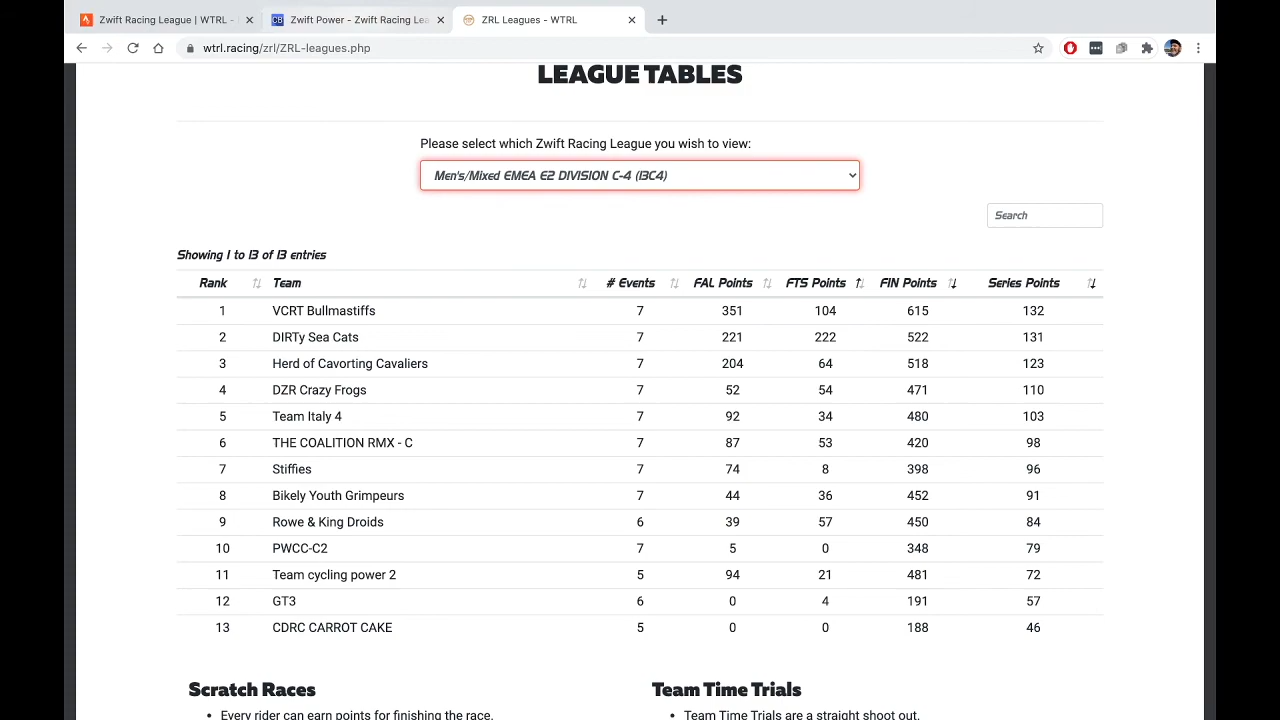 Zwift Racing League | WTRL -
Zwift Power - Zwift Racing Lea
ZRL Leagues - WTRL
wtrl.racing/zrl/ZRL-leagues.php
LEAGUE TABLES
Please select which Zwift Racing League you wish to view:
Men's/Mixed EMEA E2 DIVISION C-4 (13C4)
Search
Showing 1 to 13 of 13 entries
Rank Team # Events FAL Points FTS Points FIN Points Series Points
1 VCRT Bullmastiffs 7 351 104 615 132
2 DIRTy Sea Cats 7 221 222 522 131
3 Herd of Cavorting Cavaliers 7 204 64 518 123
4 DZR Crazy Frogs 7 52 54 471 110
5 Team Italy 4 7 92 34 480 103
6 THE COALITION RMX - C 7 87 53 420 98
7 Stiffies 7 74 8 398 96
8 Bikely Youth Grimpeurs 7 44 36 452 91
9 Rowe & King Droids 6 39 57 450 84
10 PWCC-C2 7 5 0 348 79
11 Team cycling power 2 5 94 21 481 72
12 GT3 6 0 4 191 57
13 CDRC CARROT CAKE 5 0 0 188 46
Scratch Races
• Every rider can earn points for finishing the race.
Team Time Trials
• Team Time Trials are a straight shoot out.